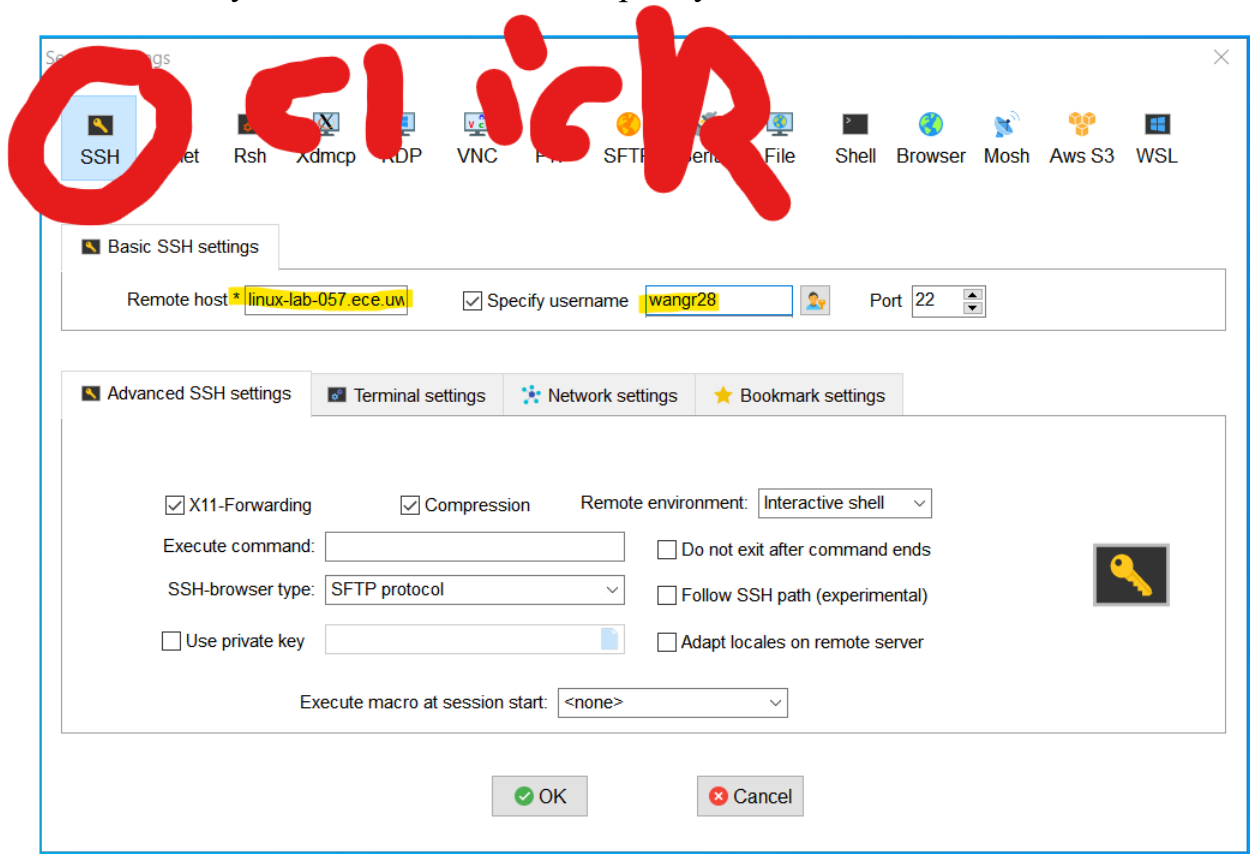 click
SSH Rsh Xdmcp RDP VNC SFTP File Shell Browser Mosh Aws S3 WSL
Basic SSH settings
Remote host * linux-lab-057.ece.uw Specify username wangr28 Port 22
Advanced SSH settings Terminal settings Network settings Bookmark settings
X11-Forwarding Compression Remote environment: Interactive shell
Execute command: Do not exit after command ends
SSH-browser type: SFTP protocol Follow SSH path (experimental)
Use private key Adapt locales on remote server
Execute macro at session start: <none>
OK Cancel